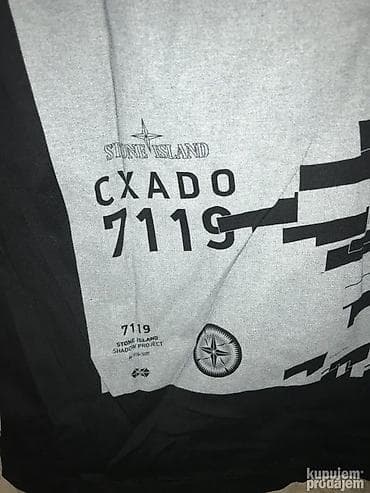 STONE ISLAND
CXADO
7119
7119
STONE ISLAND
SHADOW PROJECT
kupujem
prodajem